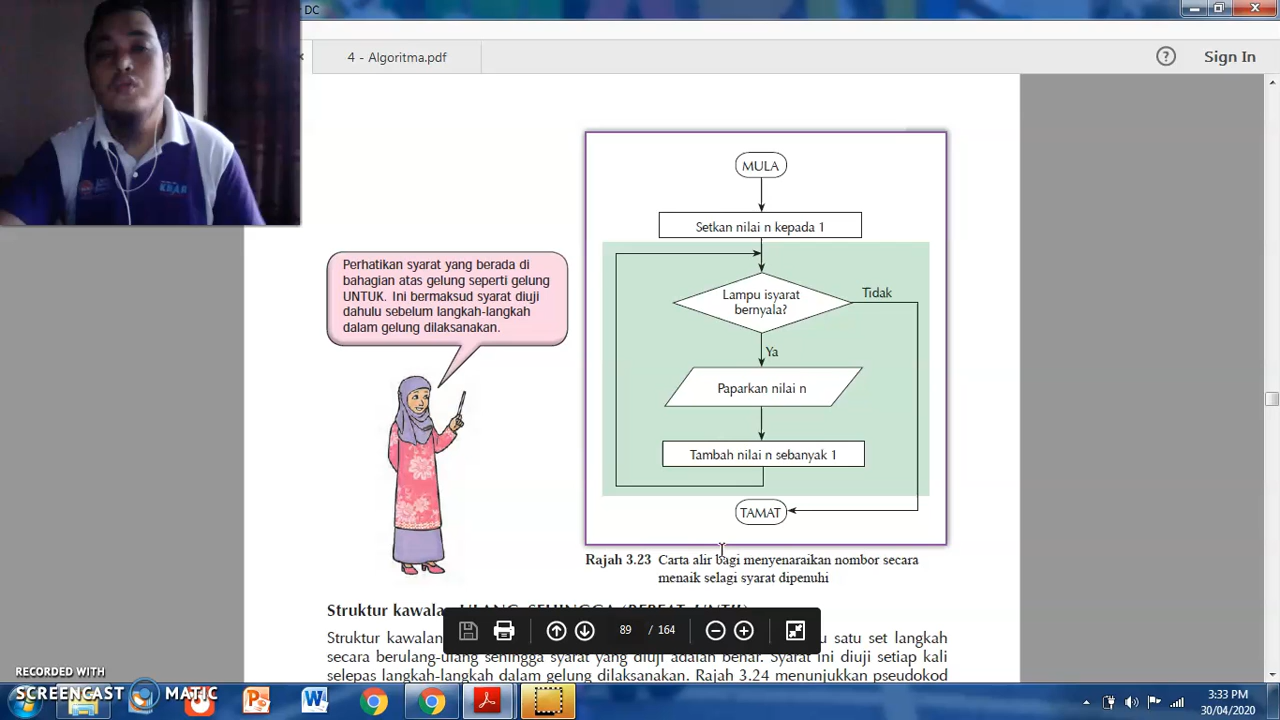 DC
4 - Algoritma.pdf
Sign In
MULA
Setkan nilai n kepada 1
Lampu isyarat
bernyala?
Tidak
Ya
Paparkan nilai n
Tambah nilai n sebanyak 1
TAMAT
Perhatikan syarat yang berada di
bahagian atas gelung seperti gelung
UNTUK. Ini bermaksud syarat diuji
dahulu sebelum langkah-langkah
dalam gelung dilaksanakan.
Rajah 3.23 Carta alir bagi menyenaraikan nombor secara
menaik selagi syarat dipenuhi
Struktur kawalan ULANG-SEHINGGA (REPEAT-UNTIL)
Struktur kawalan
u satu set langkah
secara berulang-ulang sehingga syarat yang diuji adalah benar. Syarat ini diuji setiap kali
selepas langkah-langkah dalam gelung dilaksanakan. Rajah 3.24 menunjukkan pseudokod
89 / 164
RECORDED WITH
SCREENCAST MATIC
3:33 PM
30/04/2020